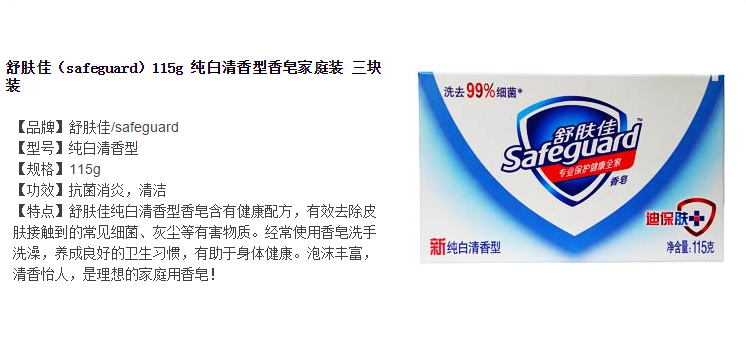 舒肤佳（safeguard）115g 纯白清香型香皂家庭装 三块
装
【品牌】舒肤佳/safeguard
【型号】纯白清香型
【规格】115g
【功效】抗菌消炎，清洁
【特点】舒肤佳纯白清香型香皂含有健康配方，有效去除皮
肤接触到的常见细菌、灰尘等有害物质。经常使用香皂洗手
洗澡，养成良好的卫生习惯，有助于身体健康。泡沫丰富，
清香怡人，是理想的家庭用香皂！
洗去99%细菌*
舒肤佳
Safeguard™
专业保护健康全家
香皂
迪保肤
新纯白清香型
净含量：115克